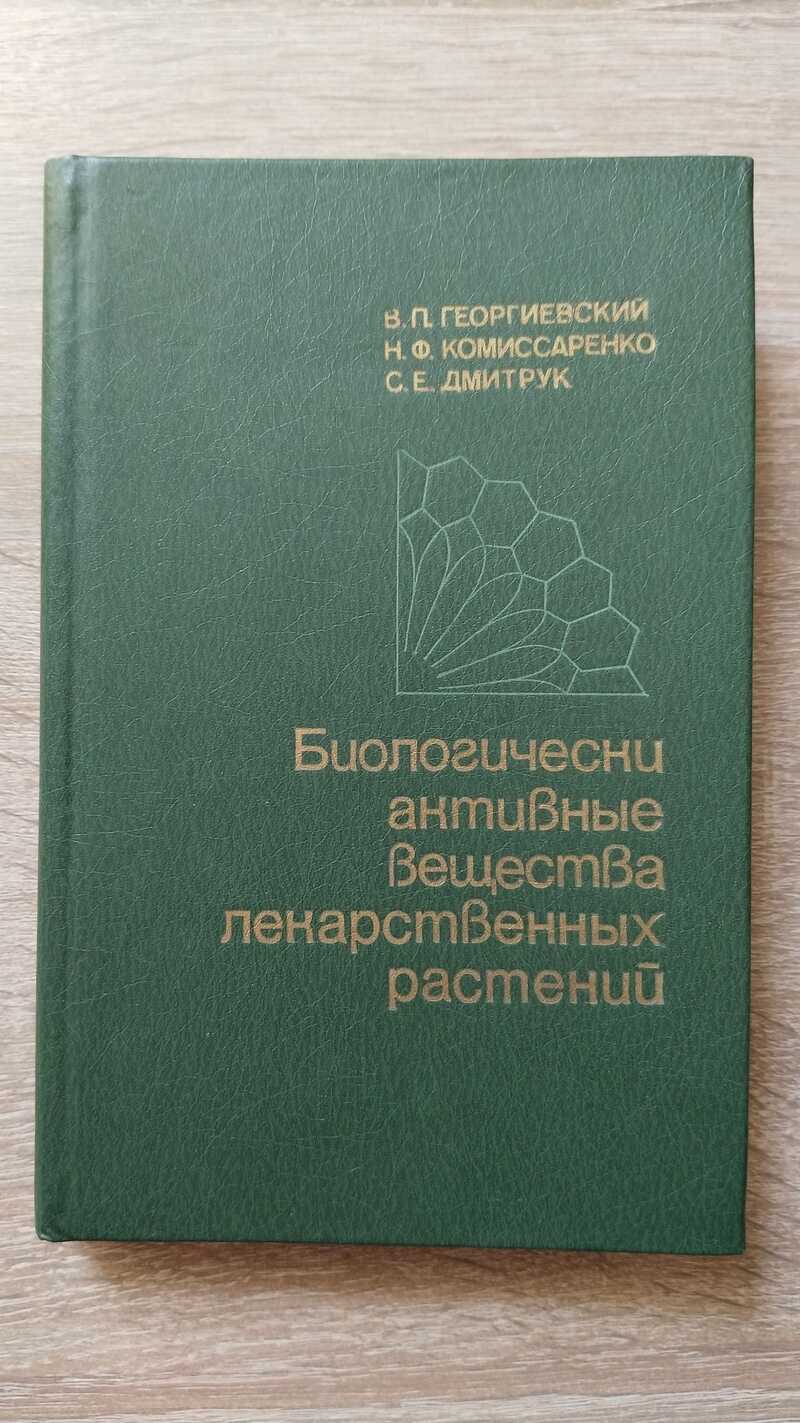 В. П. ГЕОРГИЕВСКИЙ
Н. Ф. КОМИССАРЕНКО
С. Е. ДМИТРУК
Биологически
активные
вещества
лекарственных
растений